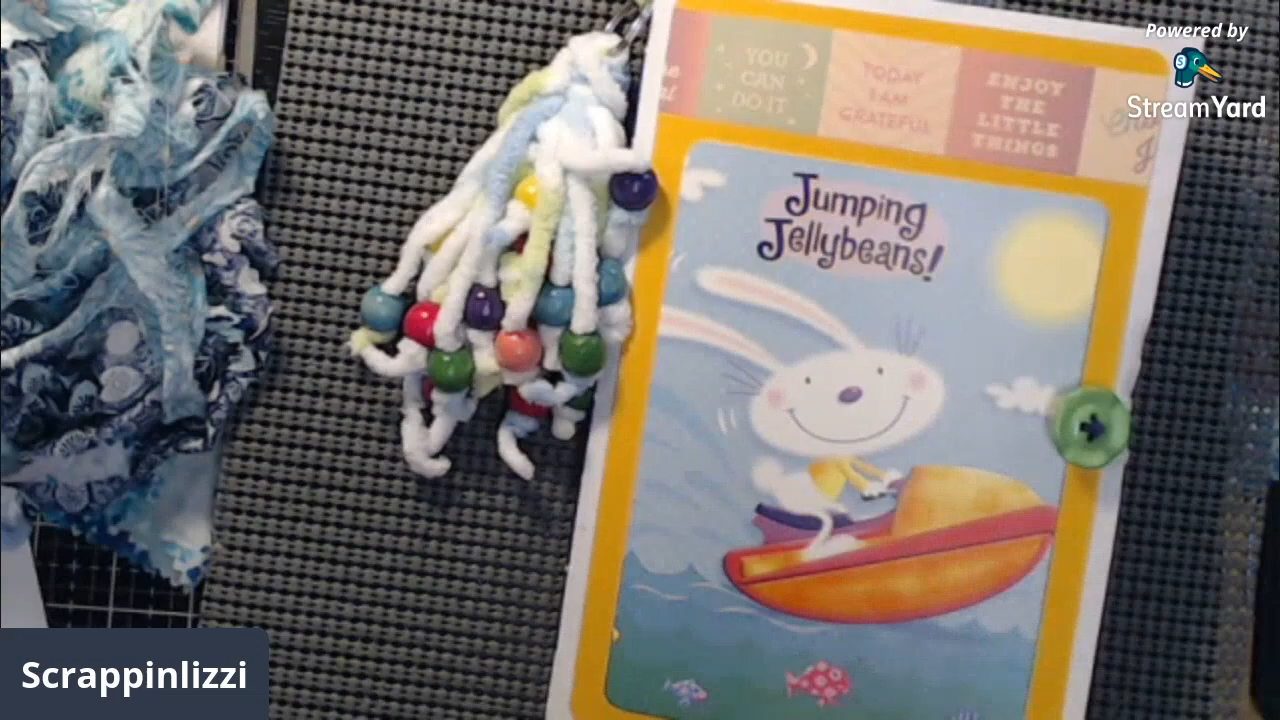 Powered by
StreamYard
YOU
CAN
DO IT
TODAY
I AM
GRATEFUL
ENJOY
THE
LITTLE
THINGS
Jumping
Jellybeans!
Scrappinlizzi